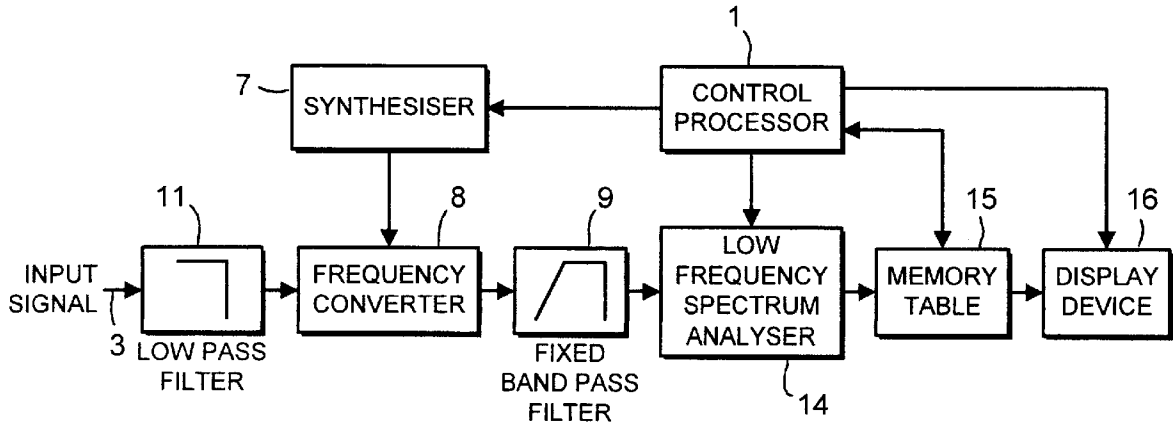 1
7
SYNTHESISER
CONTROL
PROCESSOR
11
8
9
15
16
INPUT
SIGNAL
3
FREQUENCY
CONVERTER
LOW
FREQUENCY
SPECTRUM
ANALYSER
MEMORY
TABLE
DISPLAY
DEVICE
LOW PASS
FILTER
FIXED
BAND PASS
FILTER
14